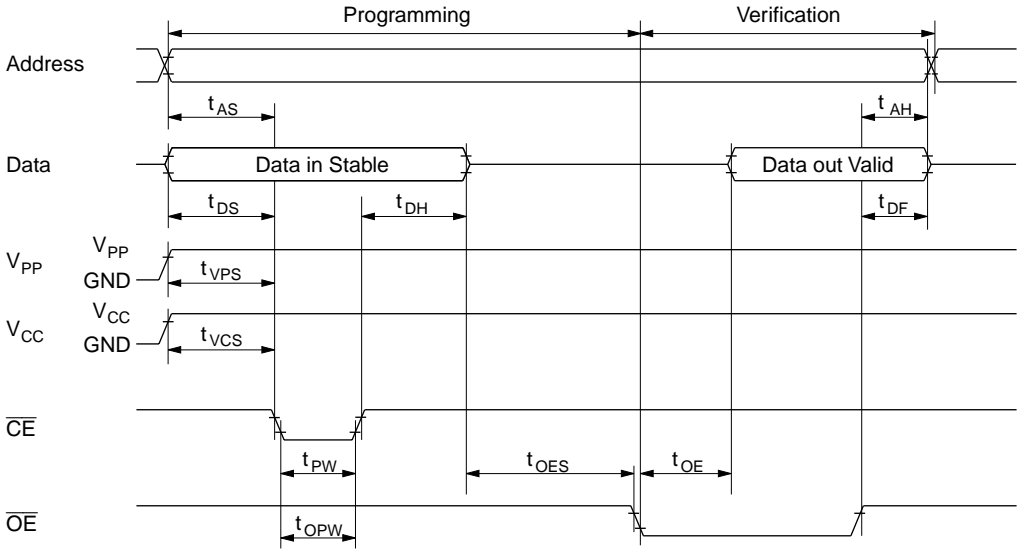 Programming Verification
Address
tAS tAH
Data Data in Stable Data out Valid
tDS tDH tDF
VPP VPP
GND tVPS
VCC VCC
GND tVCS
CE
tPW tOES tOE
OE tOPW